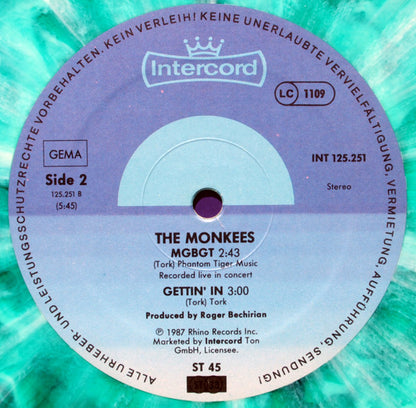 ALLE URHEBER- UND LEISTUNGSSCHUTZRECHTE VORBEHALTEN. KEIN VERLEIH! KEINE UNERLAUBTE VERVIELFÄLTIGUNG, VERMIETUNG, AUFFÜHRUNG, SENDUNG!
Intercord
LC 1109
GEMA
INT 125.251
Side 2
Stereo
125.251 B
(5:45)
THE MONKEES
MGBGT 2:43
(Tork) Phantom Tiger Music
Recorded live in concert
GETTIN' IN 3:00
(Tork) Tork
Produced by Roger Bechirian
℗ 1987 Rhino Records Inc.
Marketed by Intercord Ton
GmbH, Licensee.
ST 45